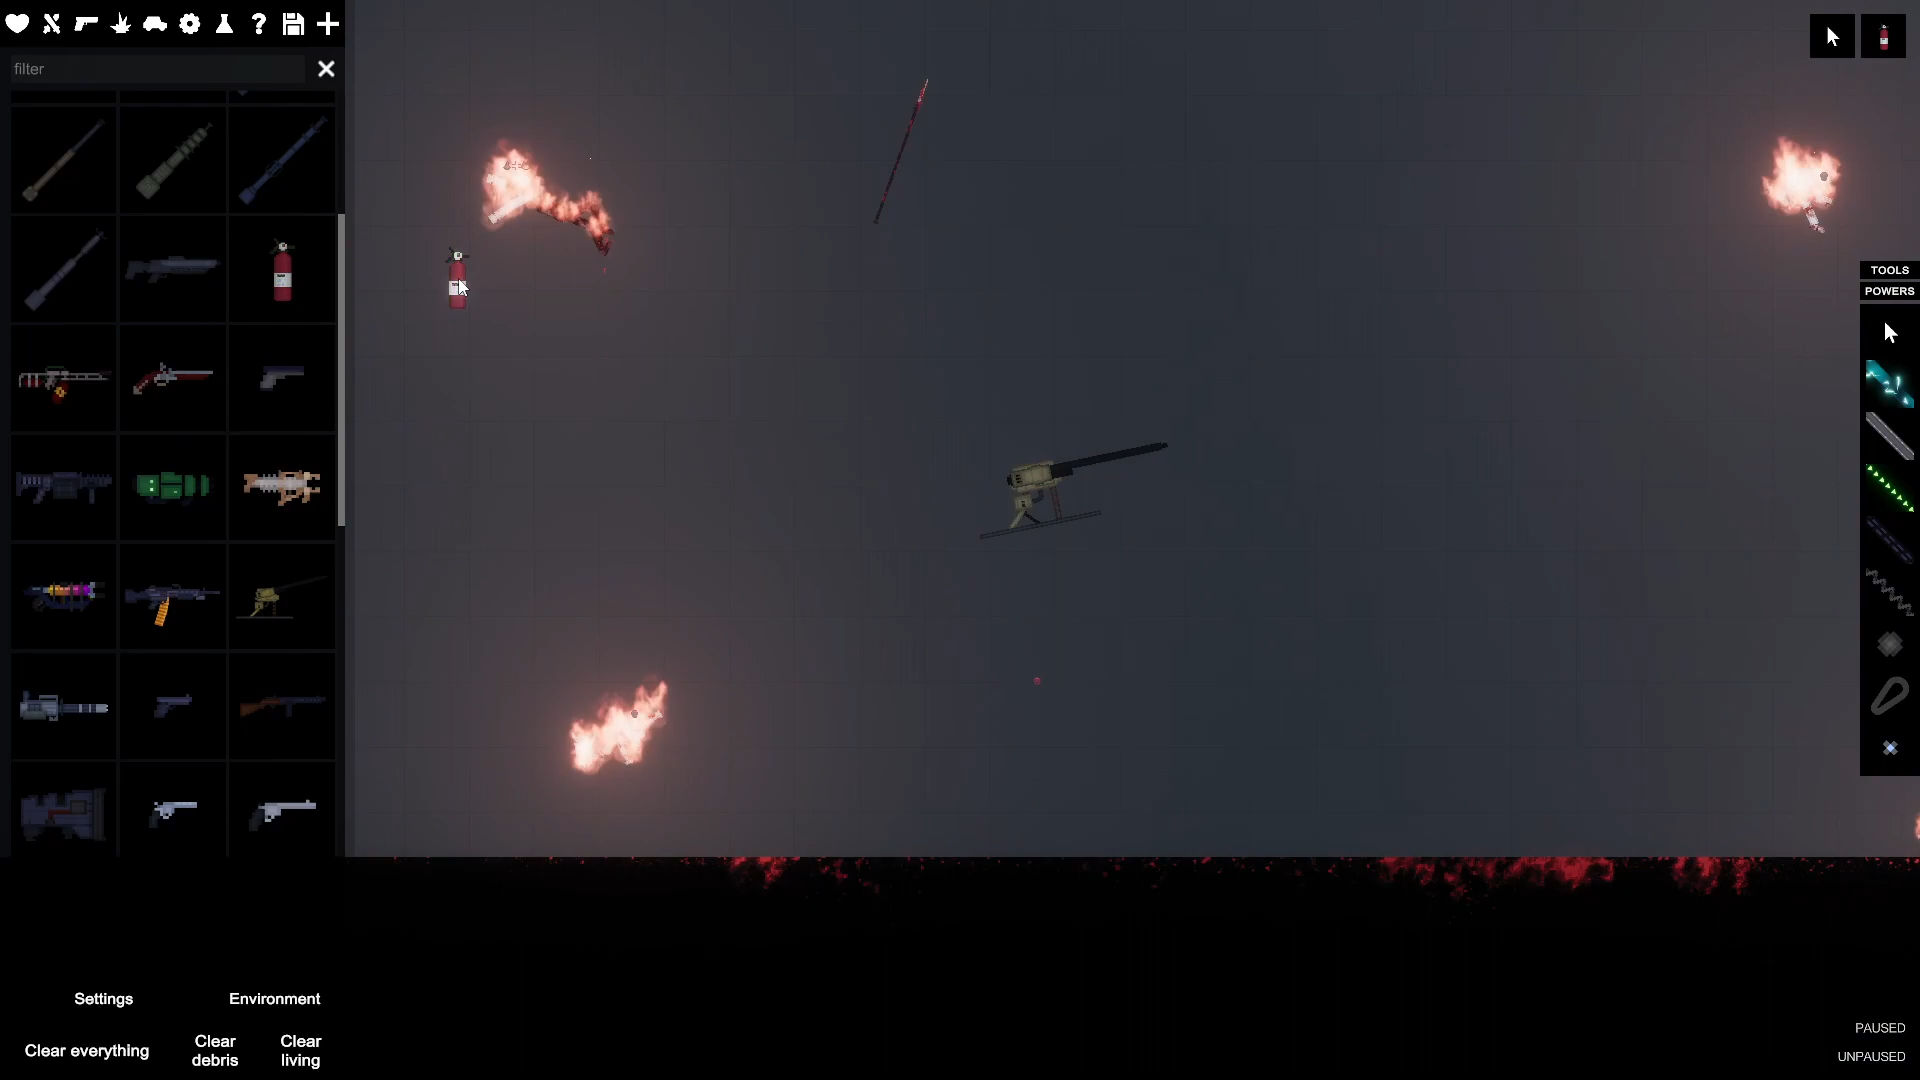 filter
TOOLS
POWERS
Settings
Environment
Clear everything
Clear
debris
Clear
living
PAUSED
UNPAUSED